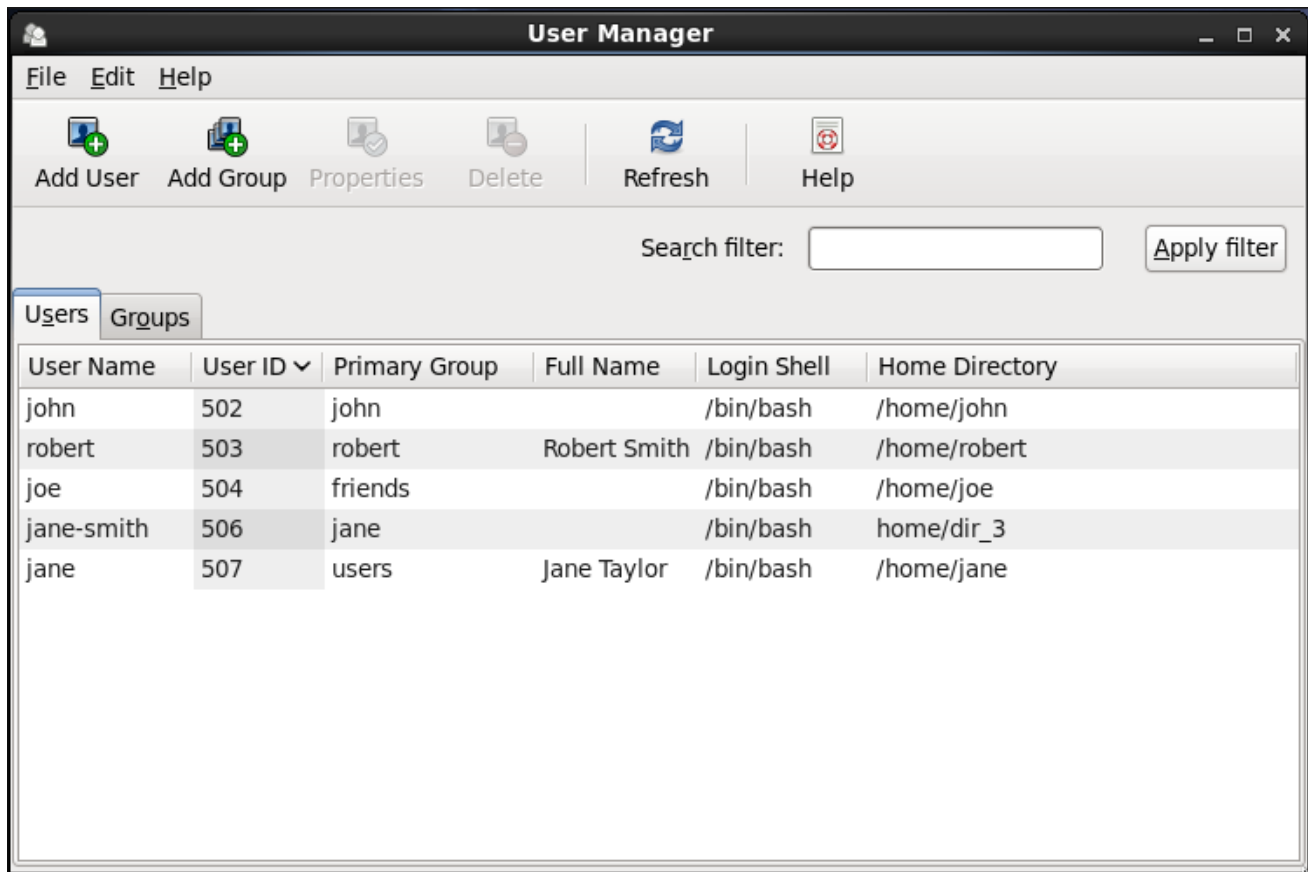 User Manager
File Edit Help
Add User Add Group Properties Delete Refresh Help
Search filter: Apply filter
Users Groups
User Name User ID Primary Group Full Name Login Shell Home Directory
john 502 john /bin/bash /home/john
robert 503 robert Robert Smith /bin/bash /home/robert
joe 504 friends /bin/bash /home/joe
jane-smith 506 jane /bin/bash home/dir_3
jane 507 users Jane Taylor /bin/bash /home/jane